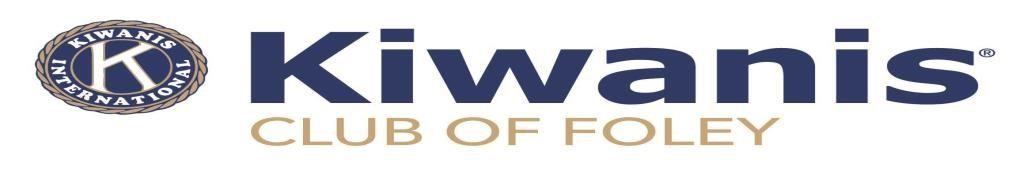 KIWANIS
K
INTERNATIONAL
Kiwanis®
CLUB OF FOLEY